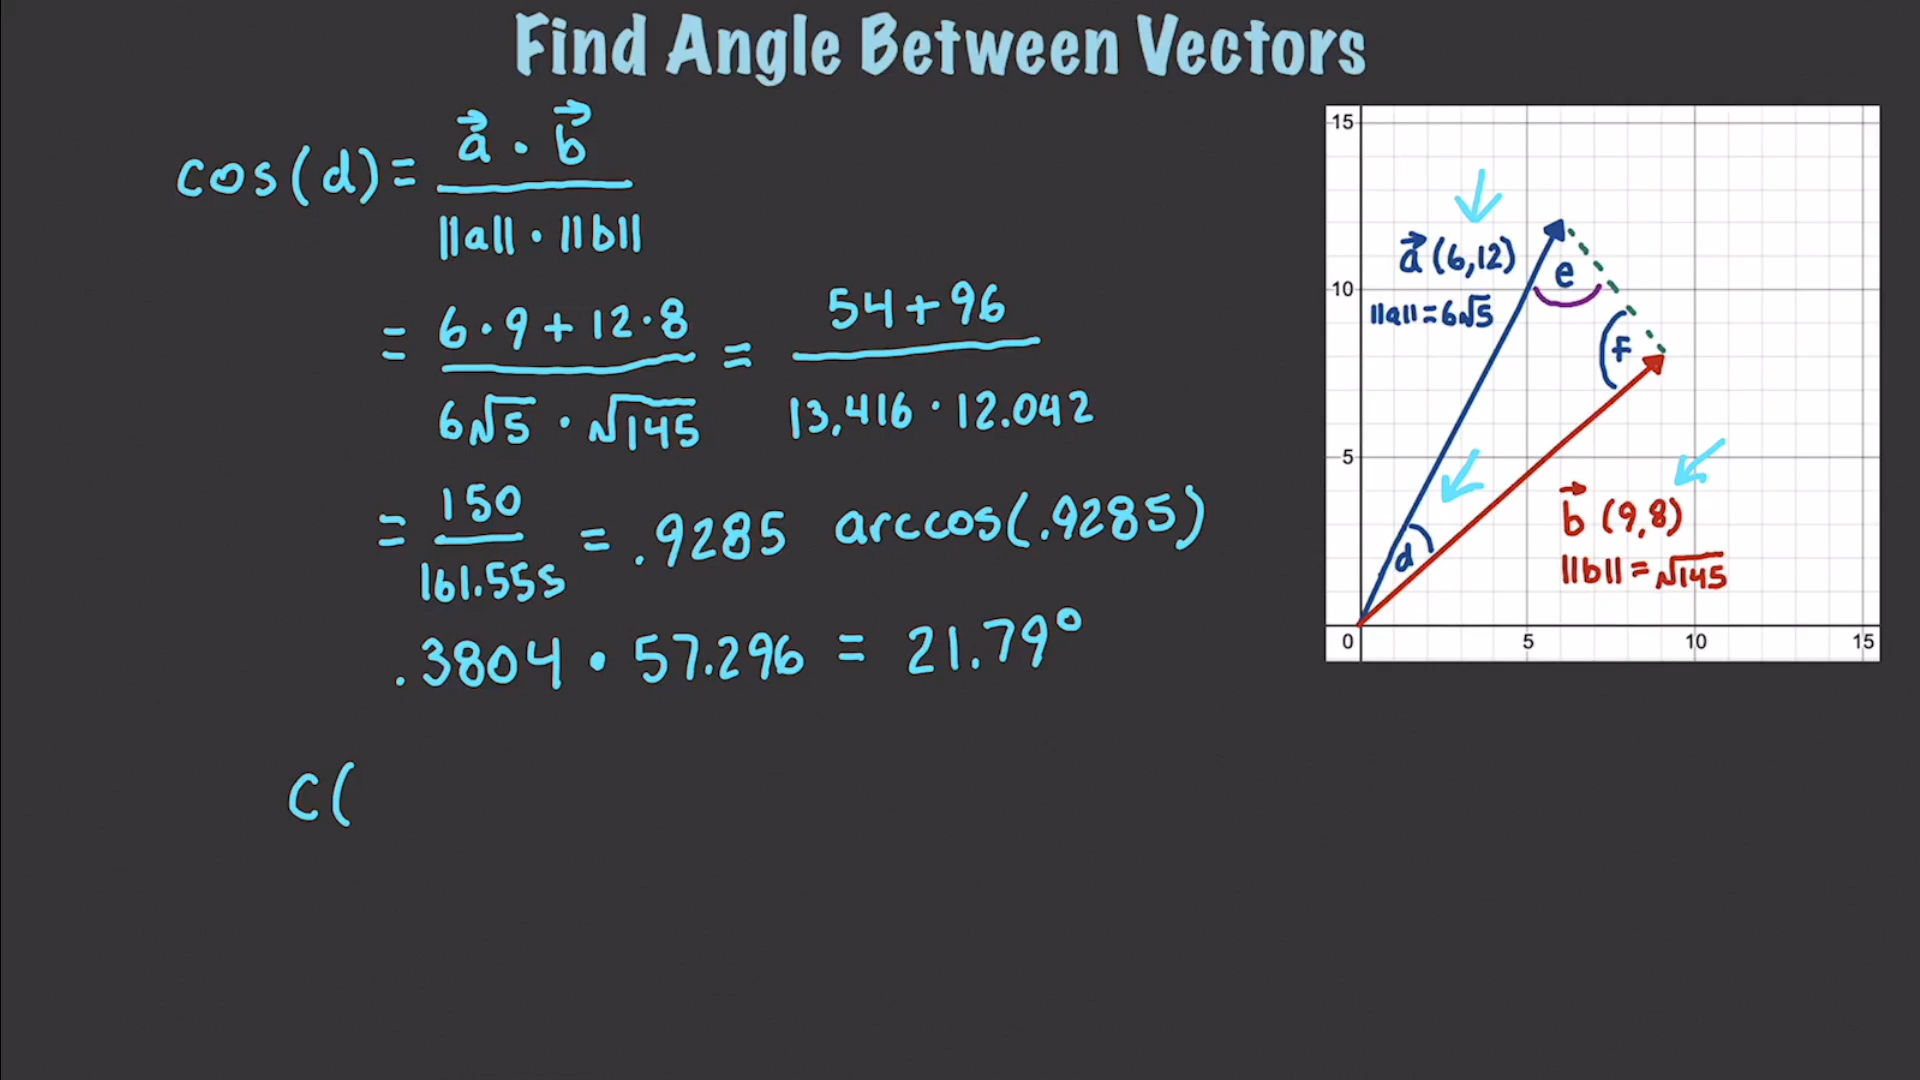 Find Angle Between Vectors
cos(d) = a⃗ · b⃗ / ||a|| · ||b||
= 6·9 + 12·8 / 6√5 · √145 = 54 + 96 / 13.416 · 12.042
= 150 / 161.555 = .9285 arccos(.9285)
.3804 · 57.296 = 21.79°
c(
15
a⃗ (6,12)
e
10
||a|| = 6√5
f
5
b⃗ (9,8)
d
||b|| = √145
0 5 10 15